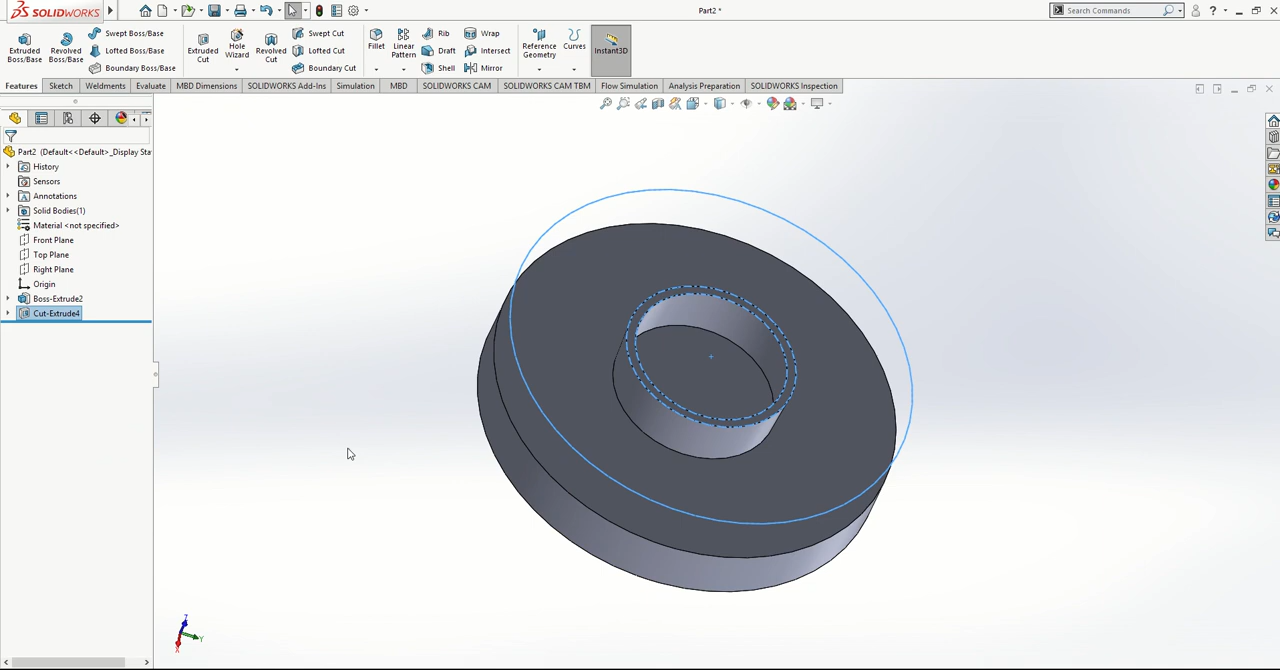 SOLIDWORKS
Part2 *
Search Commands
Extruded Boss/Base
Revolved Boss/Base
Swept Boss/Base
Lofted Boss/Base
Boundary Boss/Base
Extruded Cut
Hole Wizard
Revolved Cut
Swept Cut
Lofted Cut
Boundary Cut
Fillet
Linear Pattern
Rib
Draft
Shell
Wrap
Intersect
Mirror
Reference Geometry
Curves
Instant3D
Features
Sketch
Weldments
Evaluate
MBD Dimensions
SOLIDWORKS Add-Ins
Simulation
MBD
SOLIDWORKS CAM
SOLIDWORKS CAM TBM
Flow Simulation
Analysis Preparation
SOLIDWORKS Inspection
Part2 (Default<<Default>_Display Sta
History
Sensors
Annotations
Solid Bodies(1)
Material <not specified>
Front Plane
Top Plane
Right Plane
Origin
Boss-Extrude2
Cut-Extrude4
Z
Y
X